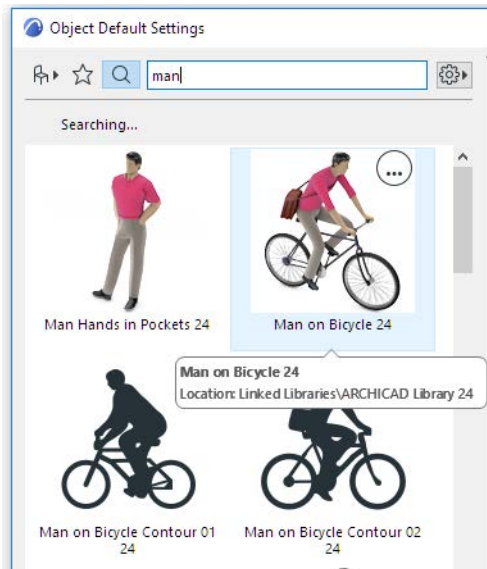 Object Default Settings
man
Searching...
Man Hands in Pockets 24
Man on Bicycle 24
Man on Bicycle 24
Location: Linked Libraries\ARCHICAD Library 24
Man on Bicycle Contour 01
24
Man on Bicycle Contour 02
24